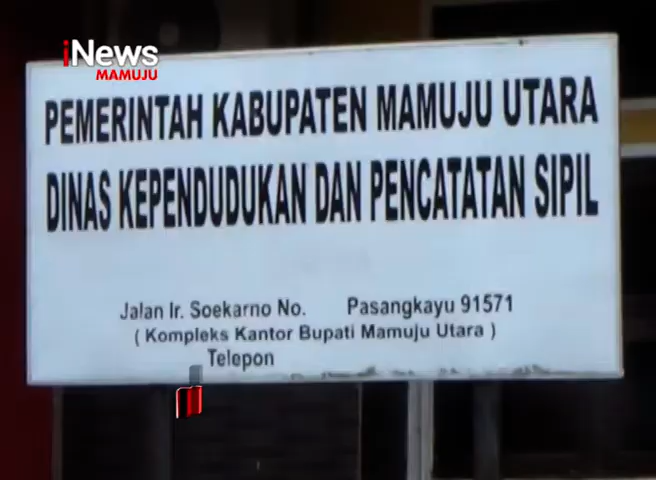 iNews
MAMUJU
PEMERINTAH KABUPATEN MAMUJU UTARA
DINAS KEPENDUDUKAN DAN PENCATATAN SIPIL
Jalan Ir. Soekarno No. Pasangkayu 91571
( Kompleks Kantor Bupati Mamuju Utara )
Telepon